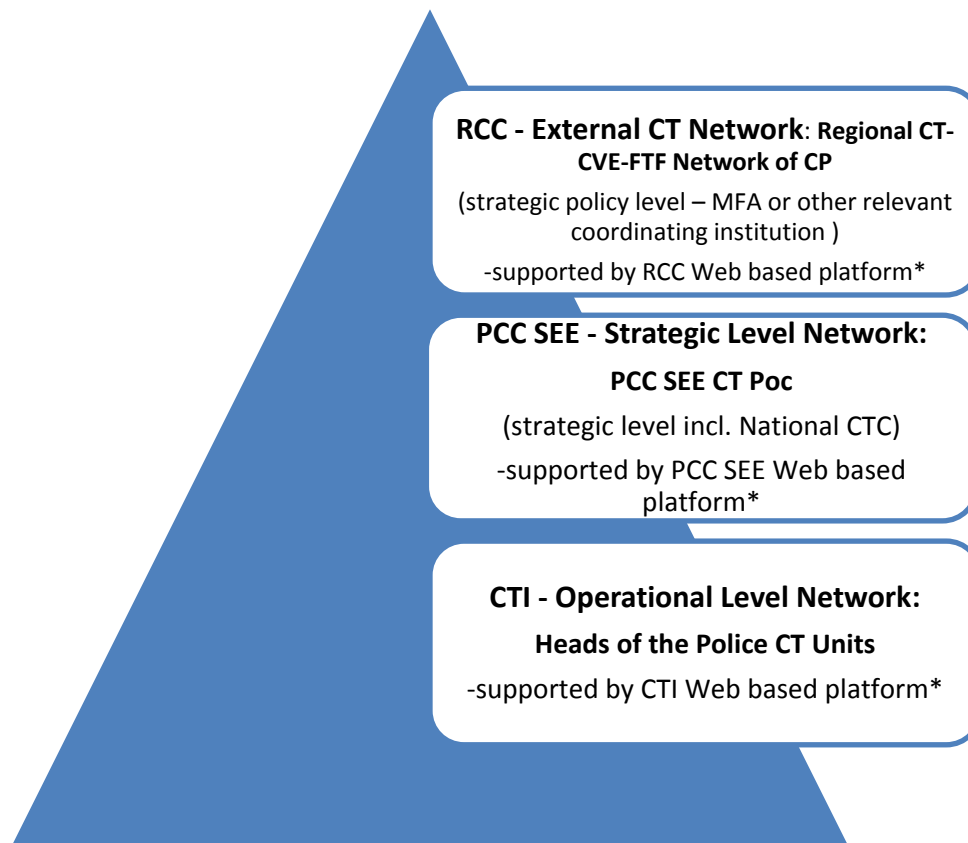 RCC - External CT Network: Regional CT-
CVE-FTF Network of CP
(strategic policy level – MFA or other relevant
coordinating institution )
-supported by RCC Web based platform*
PCC SEE - Strategic Level Network:
PCC SEE CT Poc
(strategic level incl. National CTC)
-supported by PCC SEE Web based
platform*
CTI - Operational Level Network:
Heads of the Police CT Units
-supported by CTI Web based platform*